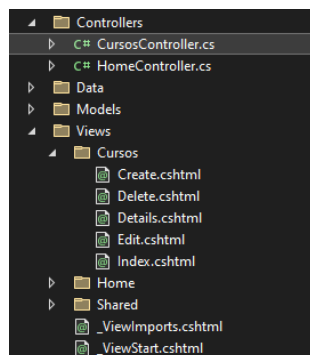 Controllers
C# CursosController.cs
C# HomeController.cs
Data
Models
Views
Cursos
Create.cshtml
Delete.cshtml
Details.cshtml
Edit.cshtml
Index.cshtml
Home
Shared
_ViewImports.cshtml
_ViewStart.cshtml